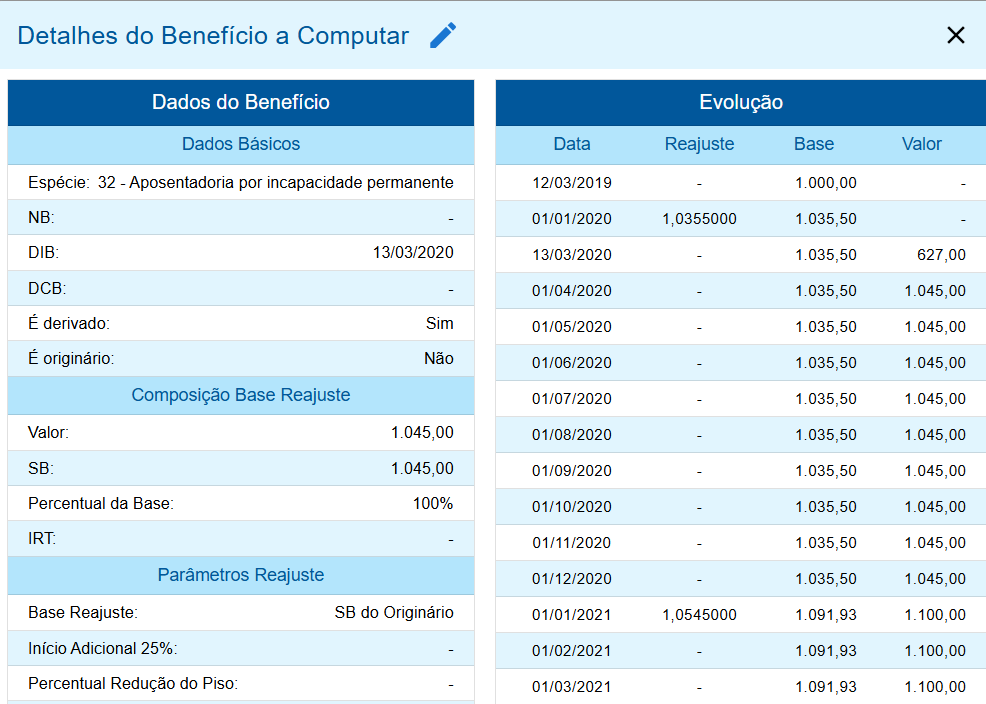 Detalhes do Benefício a Computar
Dados do Benefício
Dados Básicos
Espécie: 32 - Aposentadoria por incapacidade permanente
NB: -
DIB: 13/03/2020
DCB: -
É derivado: Sim
É originário: Não
Composição Base Reajuste
Valor: 1.045,00
SB: 1.045,00
Percentual da Base: 100%
IRT: -
Parâmetros Reajuste
Base Reajuste: SB do Originário
Início Adicional 25%: -
Percentual Redução do Piso: -
Evolução
Data Reajuste Base Valor
12/03/2019 - 1.000,00 -
01/01/2020 1,0355000 1.035,50 -
13/03/2020 - 1.035,50 627,00
01/04/2020 - 1.035,50 1.045,00
01/05/2020 - 1.035,50 1.045,00
01/06/2020 - 1.035,50 1.045,00
01/07/2020 - 1.035,50 1.045,00
01/08/2020 - 1.035,50 1.045,00
01/09/2020 - 1.035,50 1.045,00
01/10/2020 - 1.035,50 1.045,00
01/11/2020 - 1.035,50 1.045,00
01/12/2020 - 1.035,50 1.045,00
01/01/2021 1,0545000 1.091,93 1.100,00
01/02/2021 - 1.091,93 1.100,00
01/03/2021 - 1.091,93 1.100,00